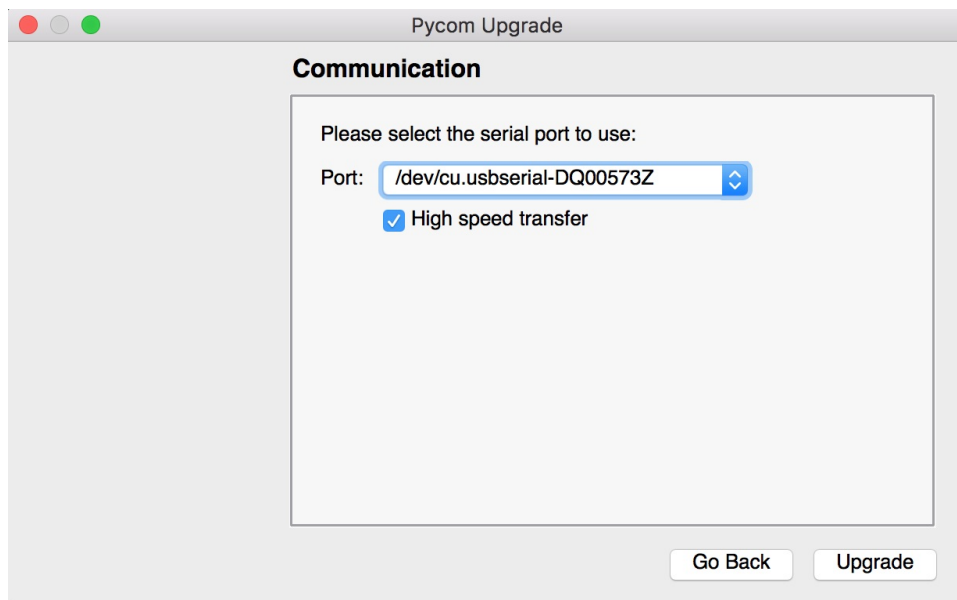 Pycom Upgrade
Communication
Please select the serial port to use:
Port: /dev/cu.usbserial-DQ00573Z
High speed transfer
Go Back Upgrade